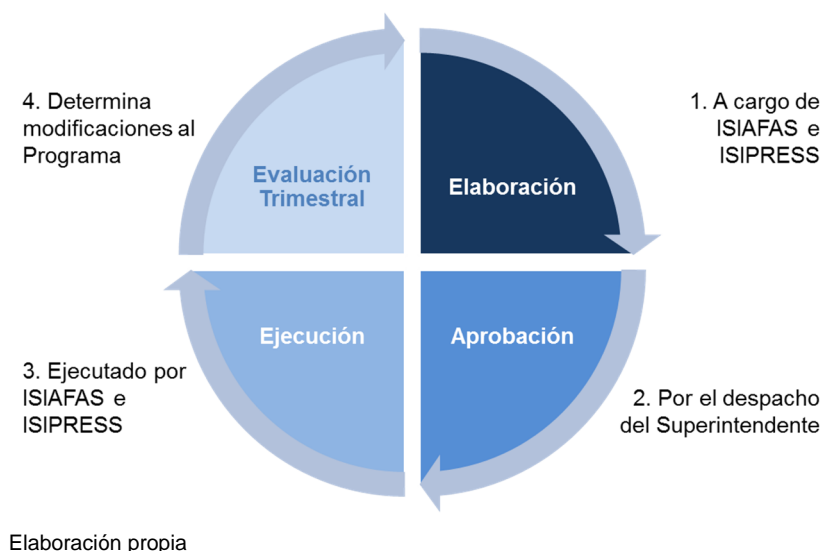 4. Determina
modificaciones al
Programa
1. A cargo de
ISIAFAS e
ISIPRESS
Evaluación
Trimestral
Elaboración
Ejecución
Aprobación
3. Ejecutado por
ISIAFAS e
ISIPRESS
2. Por el despacho
del Superintendente
Elaboración propia